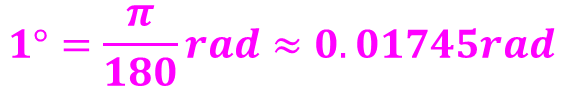 1° = π/180 rad ≈ 0.01745rad